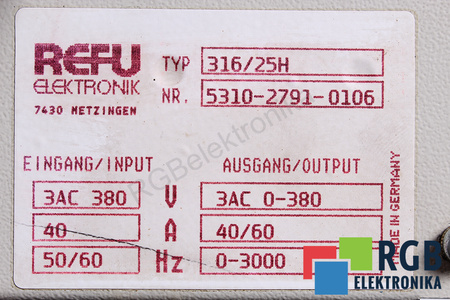 REFU
ELEKTRONIK
7430 METZINGEN
TYP 316/25H
NR. 5310-2791-0106
EINGANG/INPUT AUSGANG/OUTPUT
3AC 380 V 3AC 0-380
40 A 40/60
50/60 Hz 0-3000
MADE IN GERMANY
RGBelektronika
RGB
ELEKTRONIKA